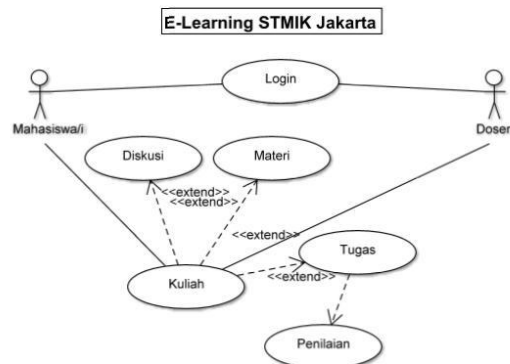 E-Learning STMIK Jakarta
Login
Mahasiswa/i
Dosen
Diskusi
Materi
<<extend>>
<<extend>>
<<extend>>
Tugas
<<extend>>
Kuliah
Penilaian